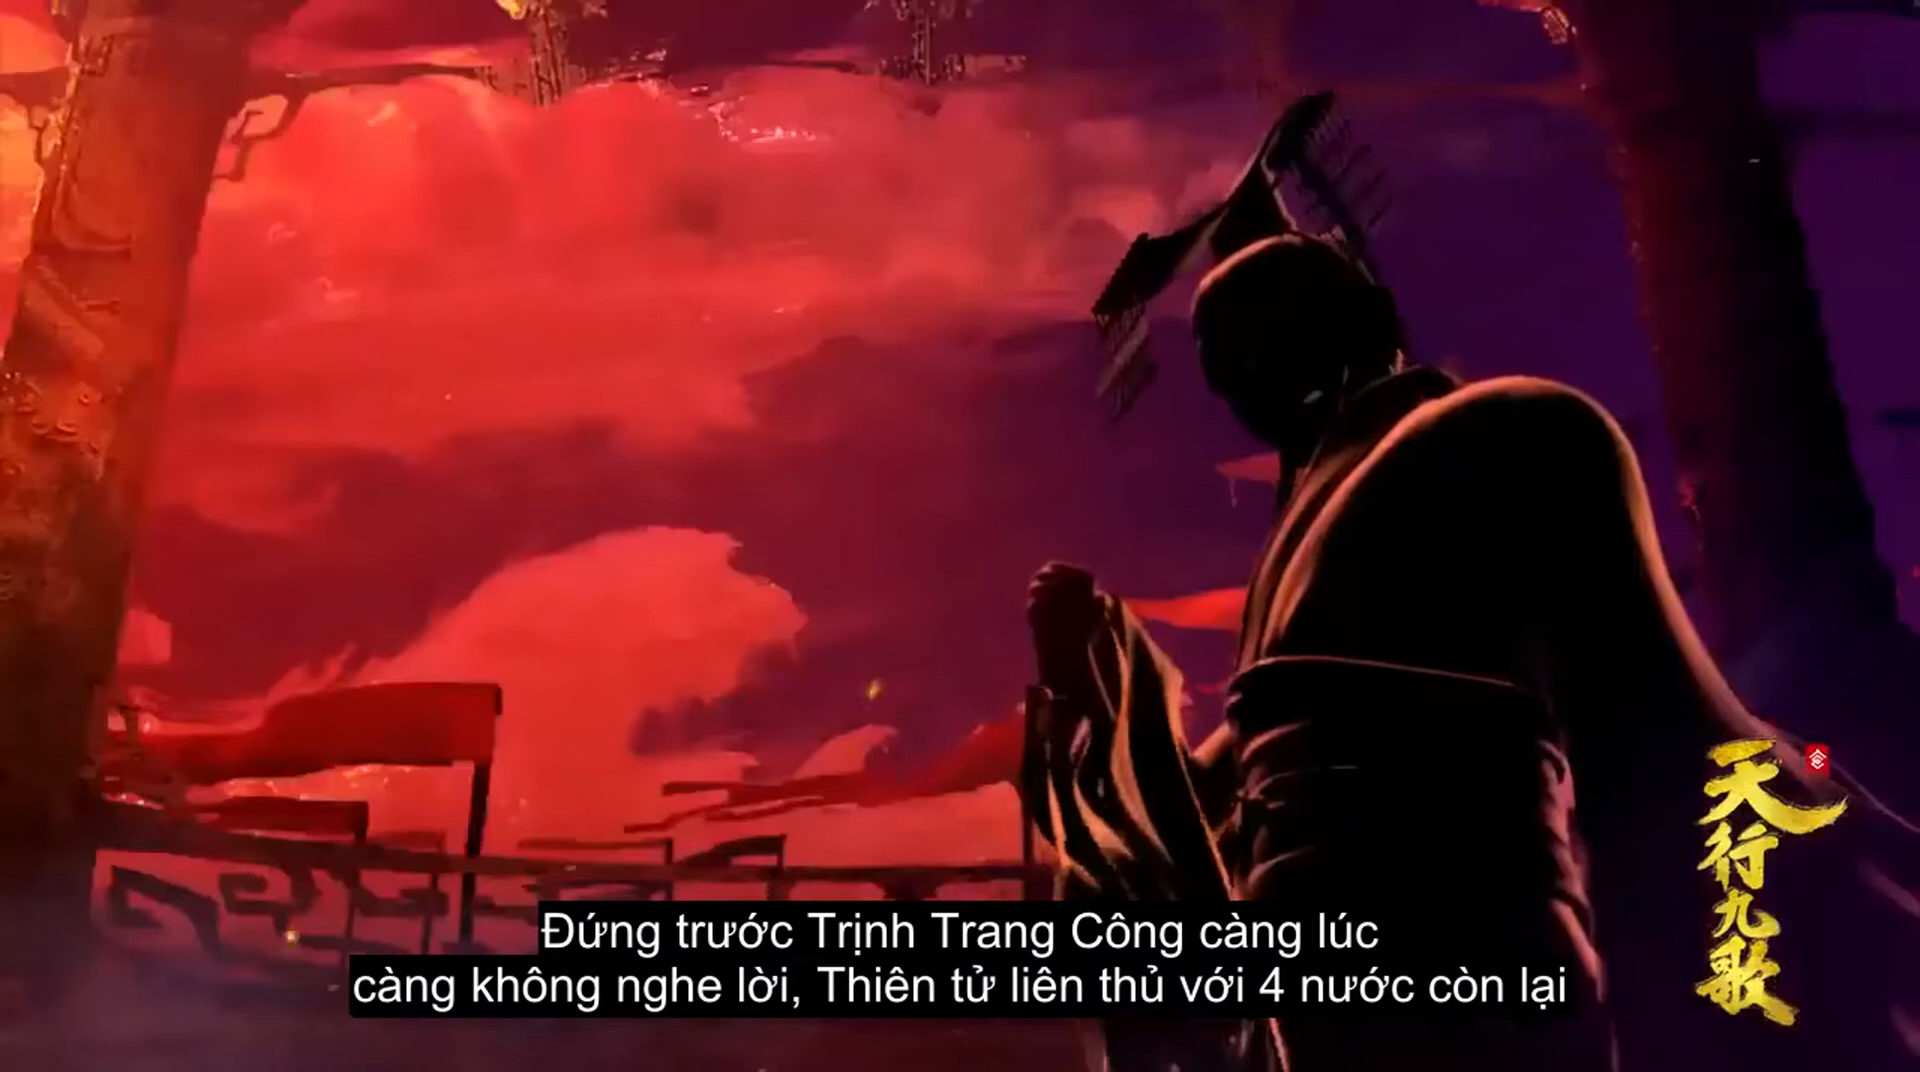 Đứng trước Trịnh Trang Công càng lúc
càng không nghe lời, Thiên tử liên thủ với 4 nước còn lại
天行九歌